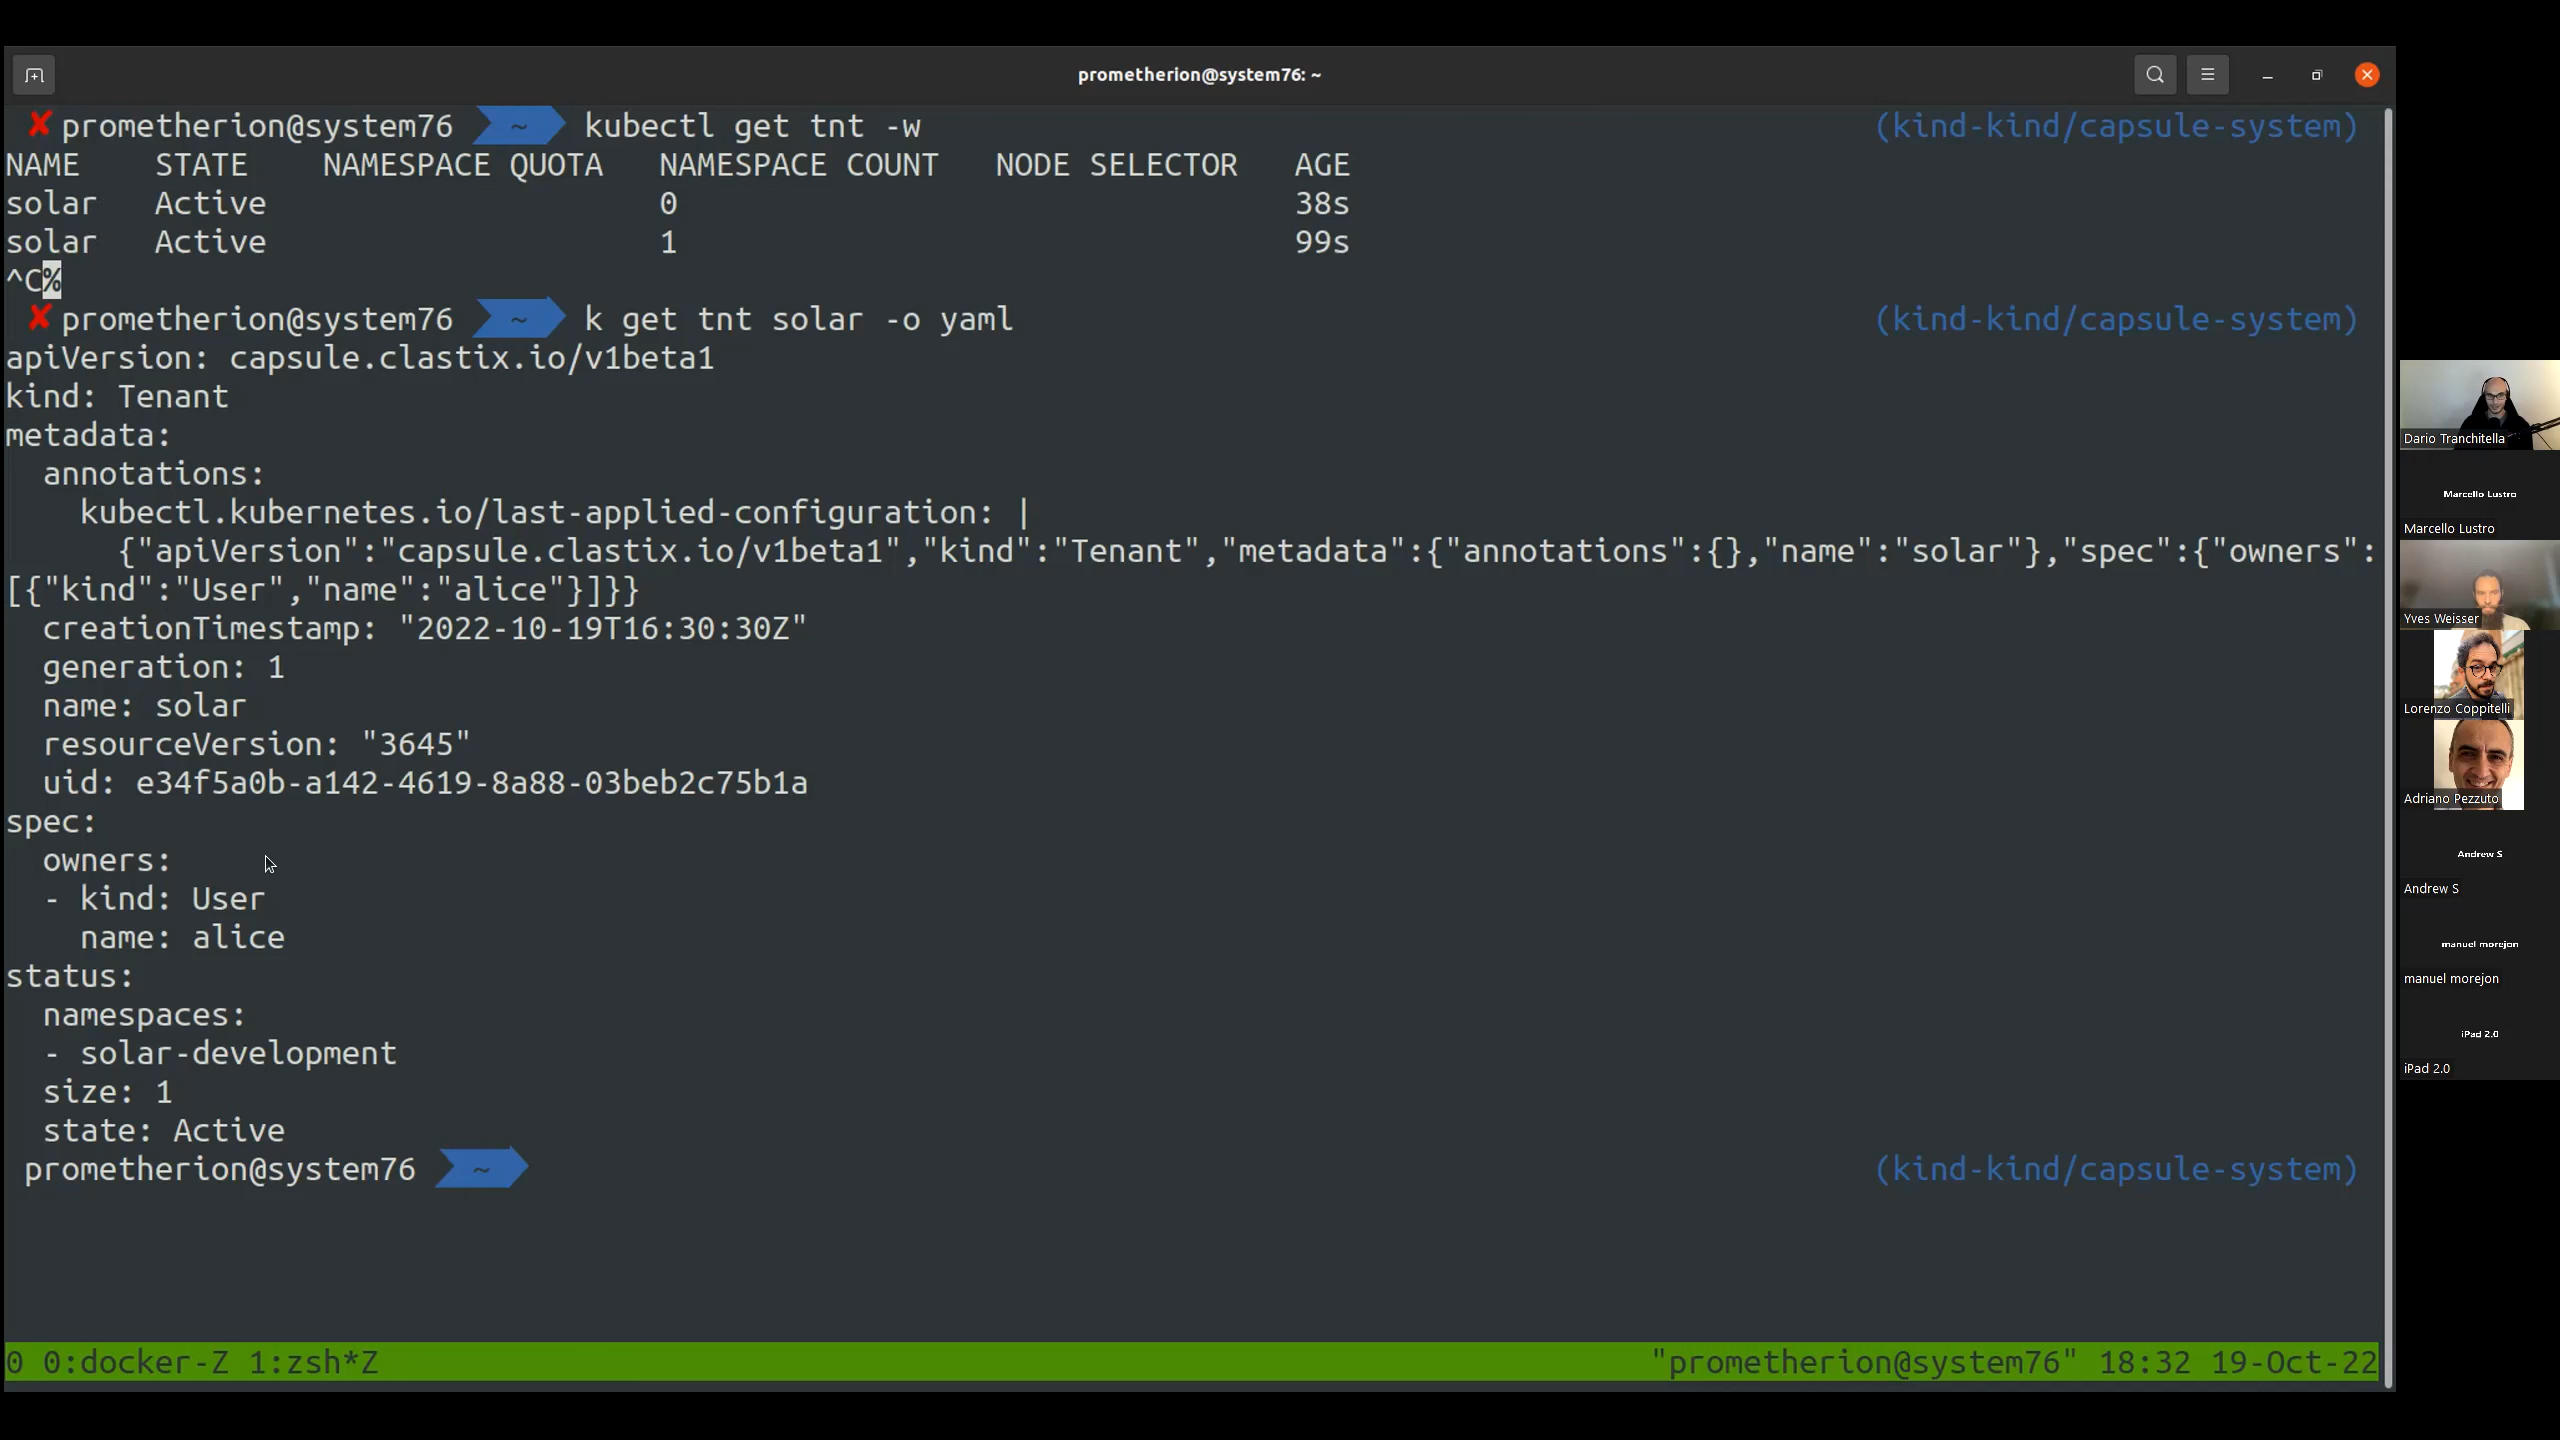 prometherion@system76: ~
✘ prometherion@system76 ~ kubectl get tnt -w (kind-kind/capsule-system)
NAME STATE NAMESPACE QUOTA NAMESPACE COUNT NODE SELECTOR AGE
solar Active 0 38s
solar Active 1 99s
^C%
✘ prometherion@system76 ~ k get tnt solar -o yaml (kind-kind/capsule-system)
apiVersion: capsule.clastix.io/v1beta1
kind: Tenant
metadata:
  annotations:
    kubectl.kubernetes.io/last-applied-configuration: |
      {"apiVersion":"capsule.clastix.io/v1beta1","kind":"Tenant","metadata":{"annotations":{},"name":"solar"},"spec":{"owners":
[{"kind":"User","name":"alice"}]}}
  creationTimestamp: "2022-10-19T16:30:30Z"
  generation: 1
  name: solar
  resourceVersion: "3645"
  uid: e34f5a0b-a142-4619-8a88-03beb2c75b1a
spec:
  owners:
  - kind: User
    name: alice
status:
  namespaces:
  - solar-development
  size: 1
  state: Active
prometherion@system76 ~ (kind-kind/capsule-system)
0 0:docker-Z 1:zsh*Z "prometherion@system76" 18:32 19-Oct-22
Dario Tranchitella
Marcello Lustro
Marcello Lustro
Yves Weisser
Lorenzo Coppitelli
Adriano Pezzuto
Andrew S
Andrew S
manuel morejon
manuel morejon
iPad 2.0
iPad 2.0